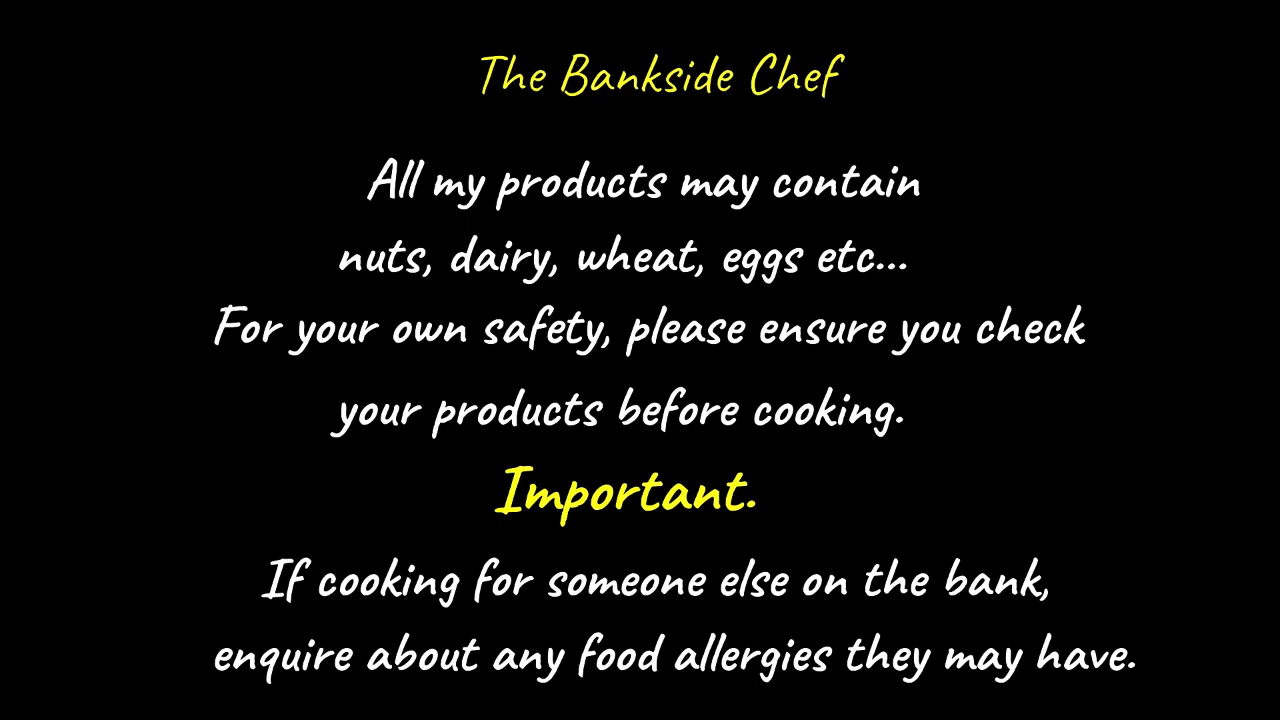 The Bankside Chef
All my products may contain
nuts, dairy, wheat, eggs etc...
For your own safety, please ensure you check
your products before cooking.
Important.
If cooking for someone else on the bank,
enquire about any food allergies they may have.